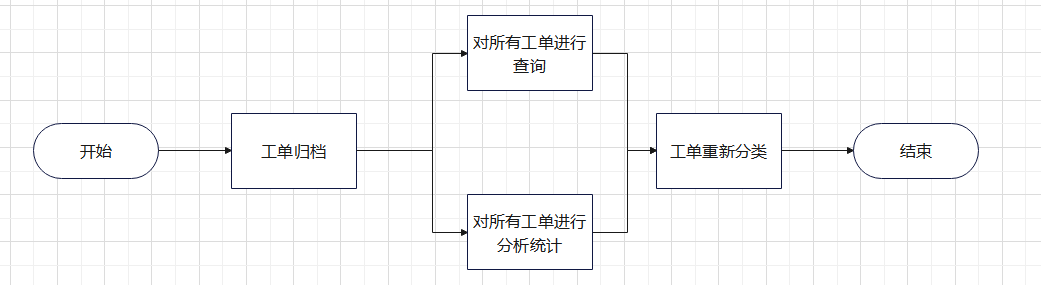 开始
工单归档
对所有工单进行
查询
对所有工单进行
分析统计
工单重新分类
结束